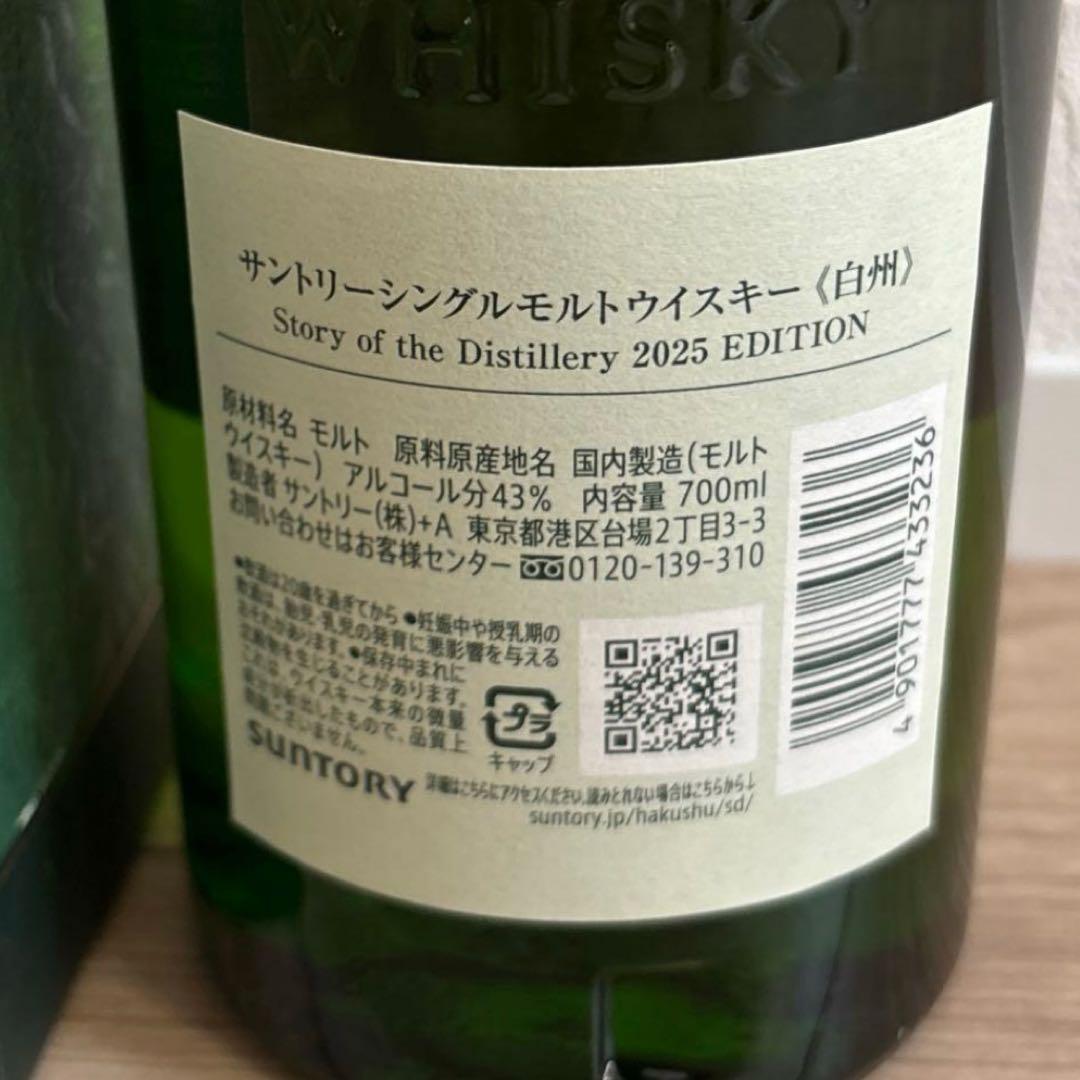 WHISKY
サントリーシングルモルトウイスキー《白州》
Story of the Distillery 2025 EDITION
原材料名 モルト 原料原産地名 国内製造(モルト
ウイスキー) アルコール分43% 内容量 700ml
製造者 サントリー(株)+A 東京都港区台場2丁目3-3
お問い合わせはお客様センター 0120-139-310
●飲酒は20歳を過ぎてから ●妊娠中や授乳期の
飲酒は、胎児・乳児の発育に悪影響を与える
おそれがあります。●保存中まれに
沈殿物を生じることがあります。
これは、ウイスキー本来の微量
成分が析出したもので、品質上
問題ございません。
プラ
キャップ
SUNTORY
詳細はこちらにアクセスください。読みとれない場合はこちらから↓
suntory.jp/hakushu/sd/
4 901777 433236